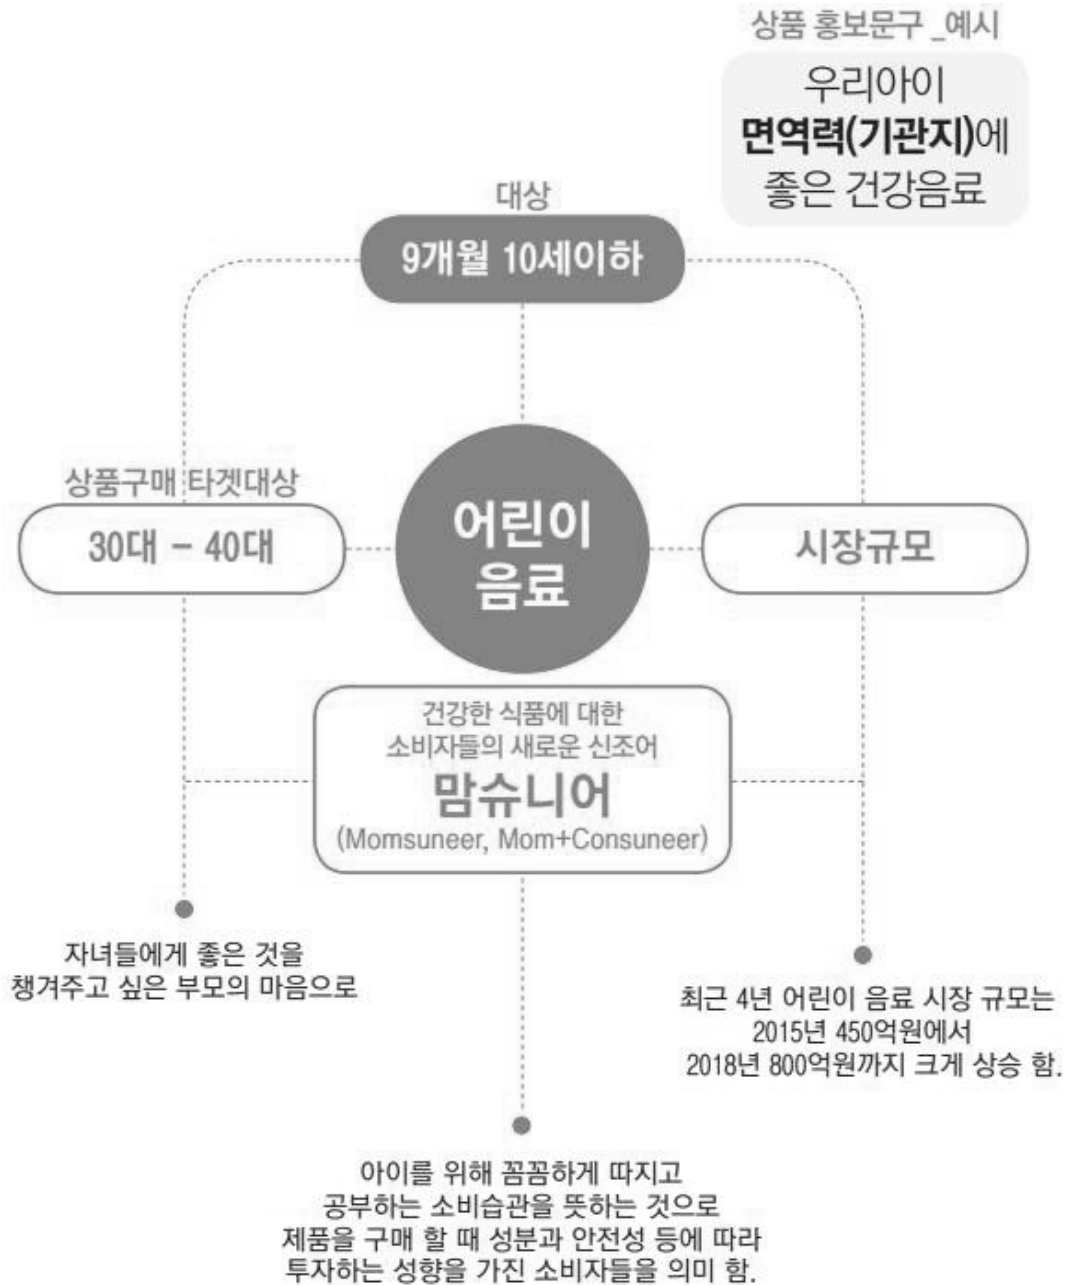 상품 홍보문구 _예시
우리아이
면역력(기관지)에
좋은 건강음료
대상
9개월 10세이하
상품구매 타겟대상
30대 – 40대
어린이
음료
시장규모
건강한 식품에 대한
소비자들의 새로운 신조어
맘슈니어
(Momsuneer, Mom+Consuneer)
자녀들에게 좋은 것을
챙겨주고 싶은 부모의 마음으로
최근 4년 어린이 음료 시장 규모는
2015년 450억원에서
2018년 800억원까지 크게 상승 함.
아이를 위해 꼼꼼하게 따지고
공부하는 소비습관을 뜻하는 것으로
제품을 구매 할 때 성분과 안전성 등에 따라
투자하는 성향을 가진 소비자들을 의미 함.